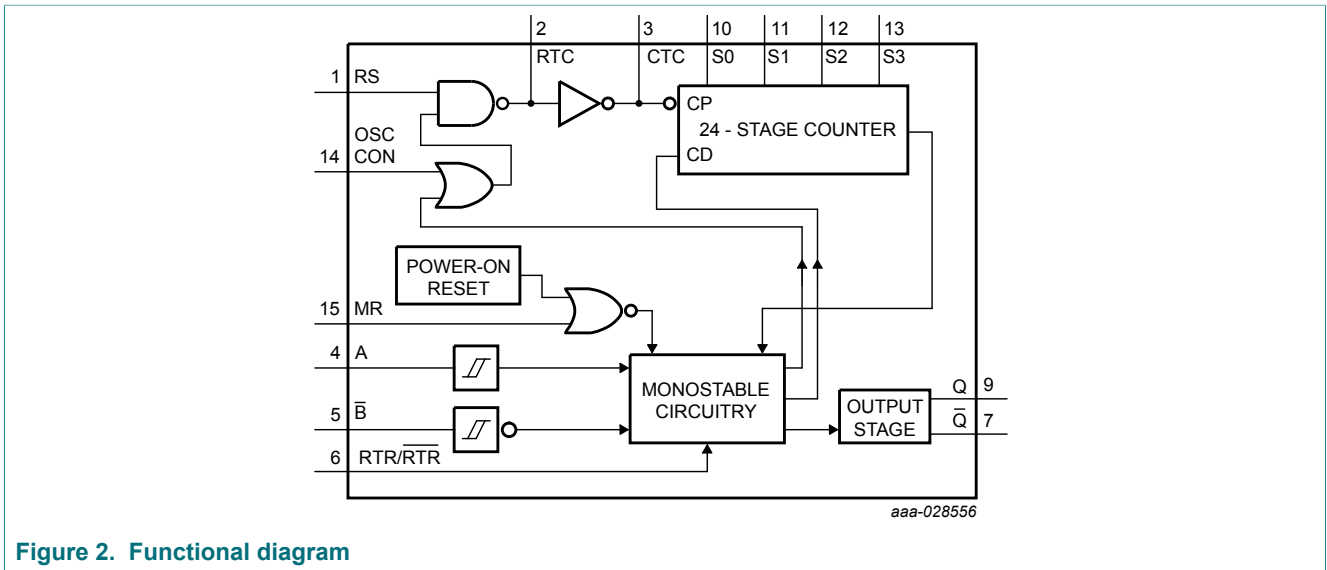 2 3 10 11 12 13
RTC CTC S0 S1 S2 S3
1 RS
CP
24 - STAGE COUNTER
OSC
14 CON
CD
POWER-ON
RESET
15 MR
4 A
MONOSTABLE
CIRCUITRY
Q 9
5 B̅
OUTPUT
STAGE
Q̅ 7
6 RTR/R̅T̅R̅
aaa-028556
Figure 2. Functional diagram